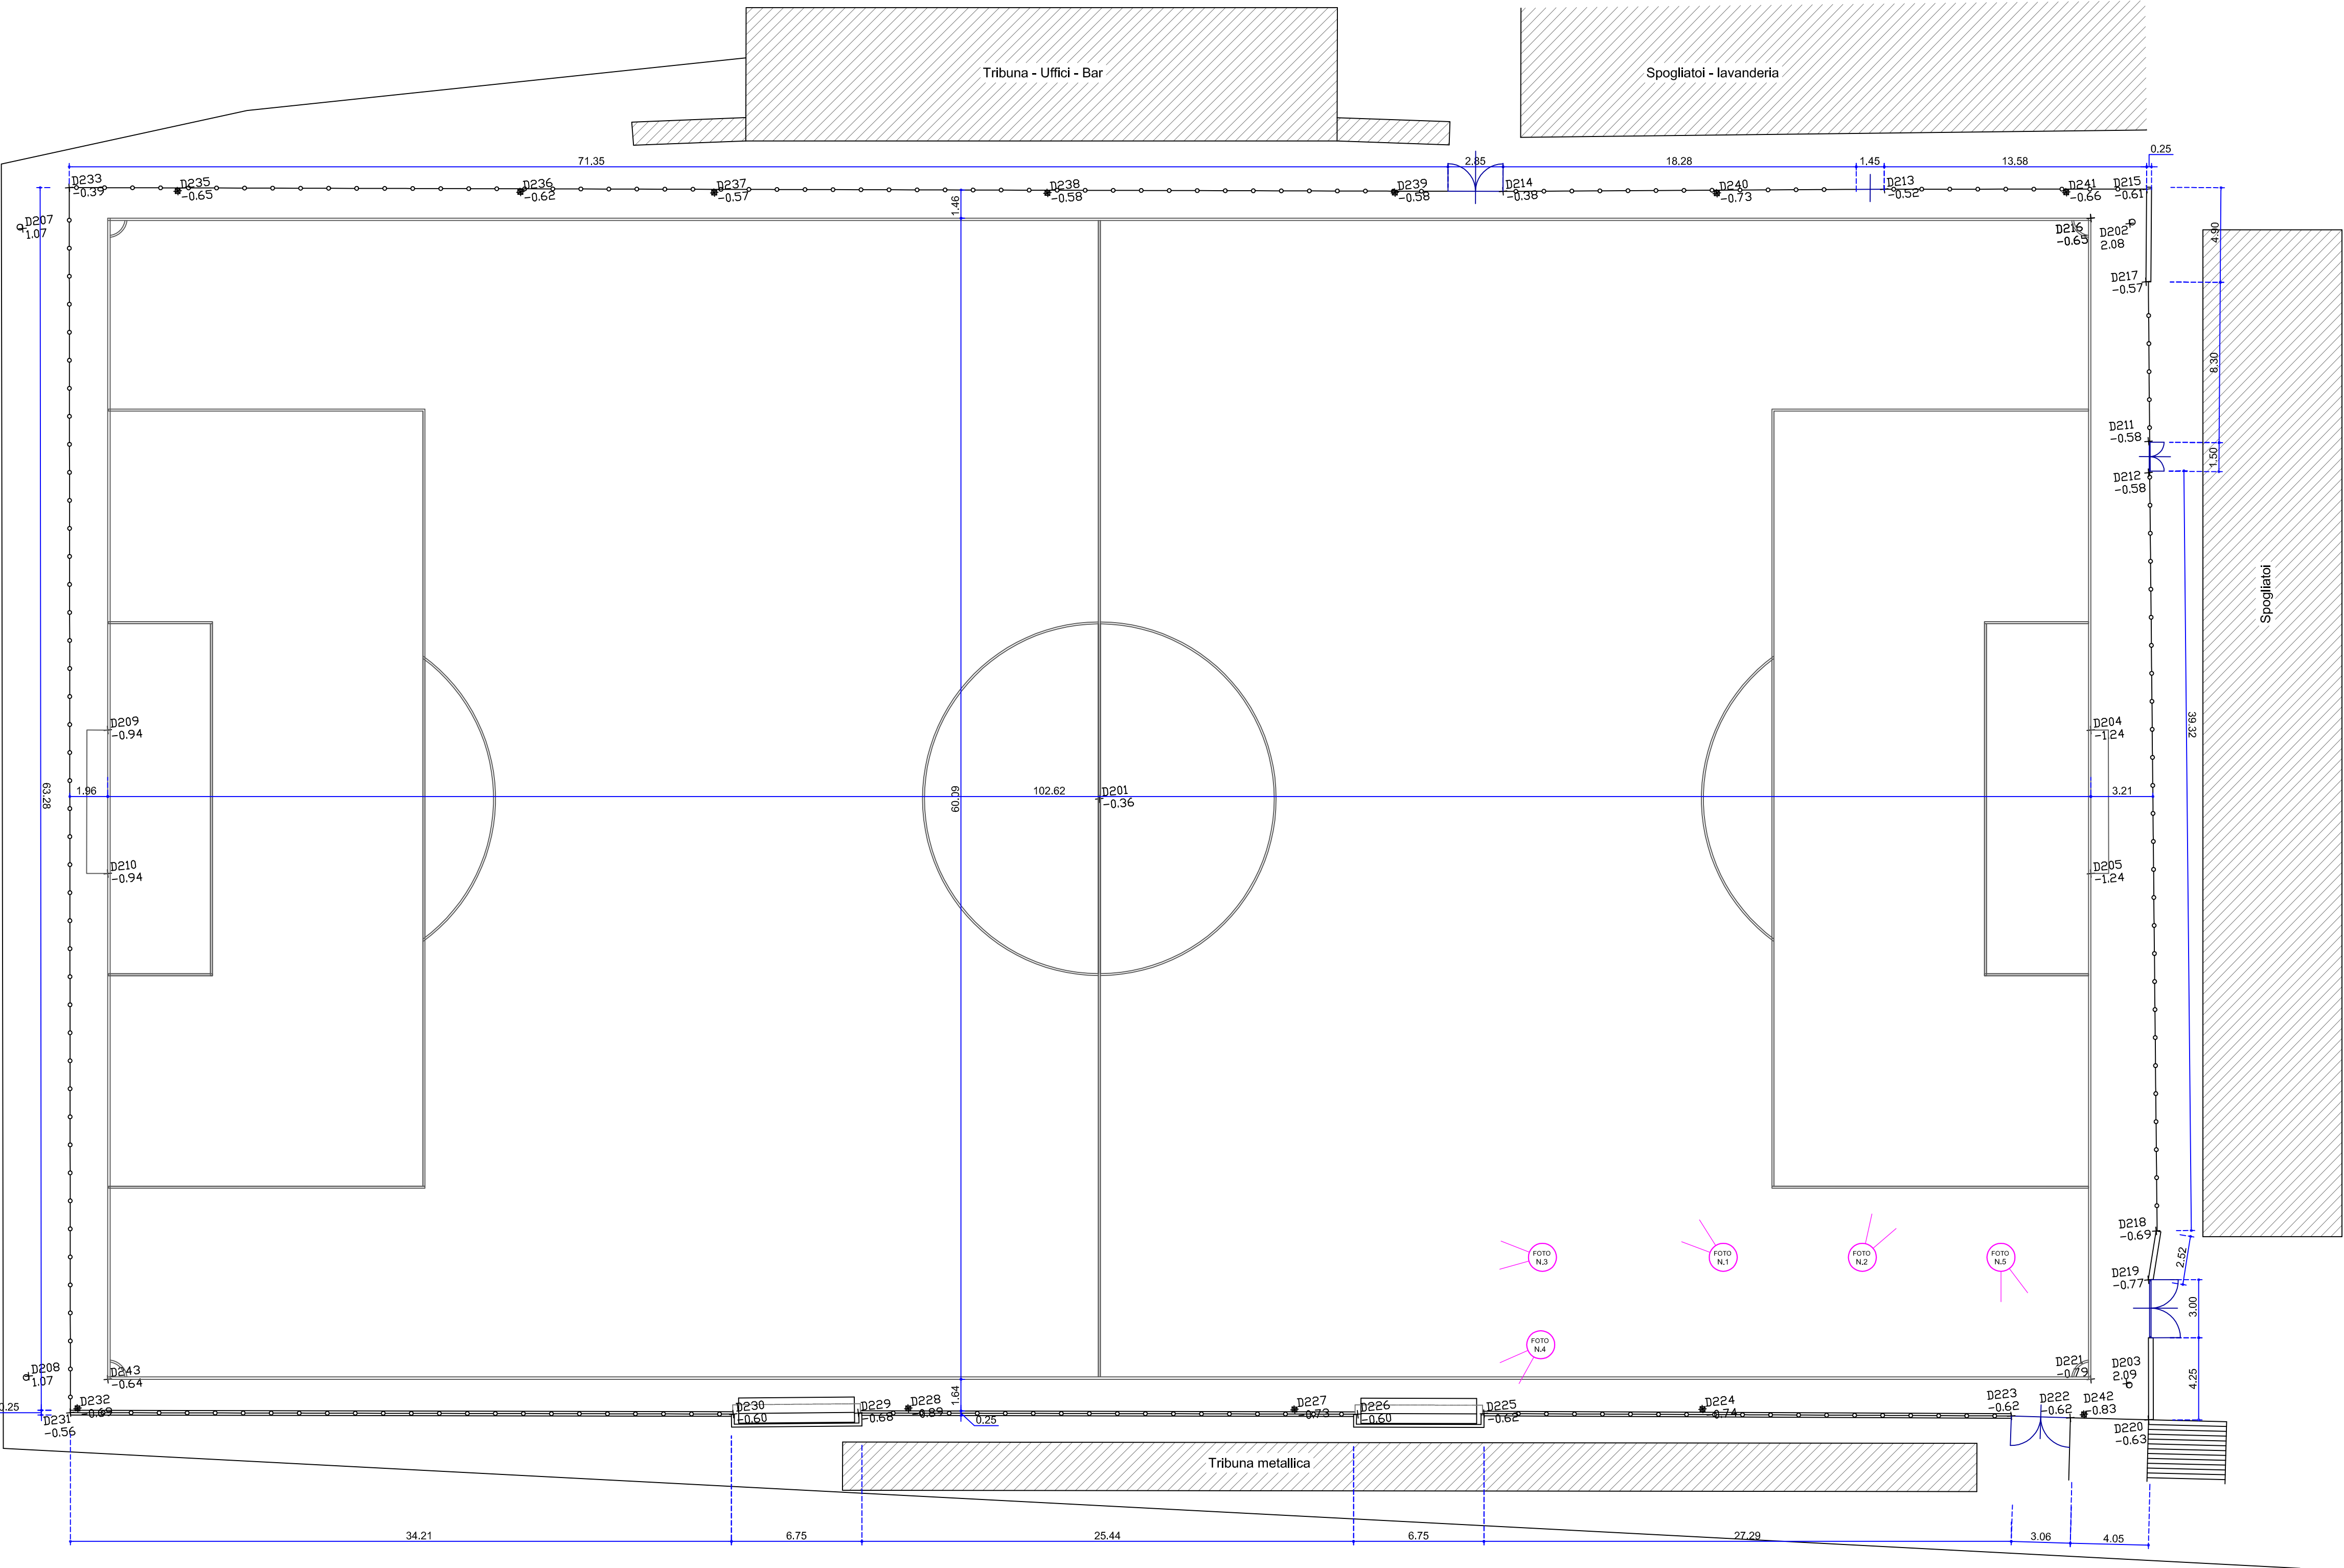 Tribuna - Uffici - Bar
Spogliatoi - lavanderia
71.35
2.85
18.28
1.45
13.58
0.25
D233
-0.39
D235
-0.65
D236
-0.62
D237
-0.57
D238
-0.58
D239
-0.58
D214
-0.38
D240
-0.73
D213
-0.52
D241
-0.66
D215
-0.61
D207
1.07
1.46
D216
-0.65
D202
2.08
4.90
D217
-0.57
8.30
D211
-0.58
1.50
D212
-0.58
Spogliatoi
39.32
D209
-0.94
D204
-1.24
63.28
1.96
60.09
102.62
D201
-0.36
3.21
D210
-0.94
D205
-1.24
D218
-0.69
2.52
FOTO
N.3
FOTO
N.1
FOTO
N.2
FOTO
N.5
D219
-0.77
3.00
FOTO
N.4
D208
1.07
D243
-0.64
D221
-0.79
D203
2.09
4.25
0.25
D232
-0.69
D231
-0.56
D230
-0.60
D229
-0.68
D228
-0.89
1.64
0.25
D227
-0.73
D226
-0.60
D225
-0.62
D224
-0.74
D223
-0.62
D222
-0.62
D242
-0.83
D220
-0.63
Tribuna metallica
34.21
6.75
25.44
6.75
27.29
3.06
4.05